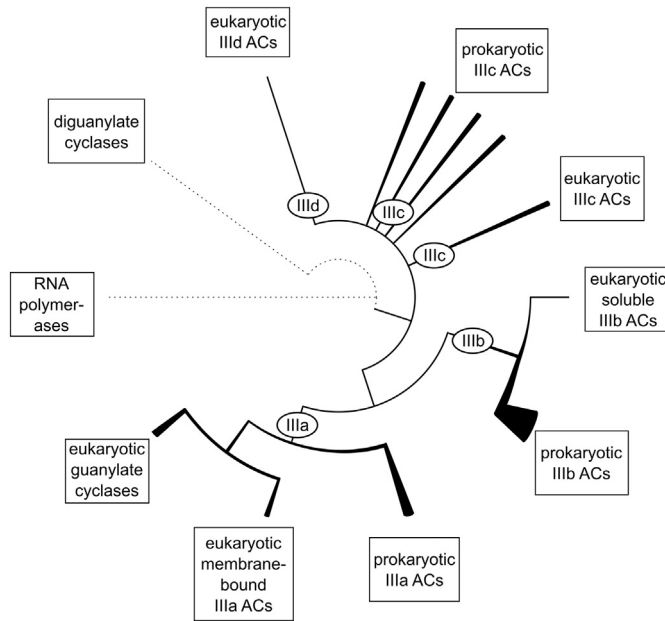 eukaryotic
IIId ACs
prokaryotic
IIIc ACs
diguanylate
cyclases
eukaryotic
IIIc ACs
IIId
IIIc
IIIc
RNA
polymer-
ases
eukaryotic
soluble
IIIb ACs
IIIb
IIIa
eukaryotic
guanylate
cyclases
prokaryotic
IIIb ACs
eukaryotic
membrane-
bound
IIIa ACs
prokaryotic
IIIa ACs